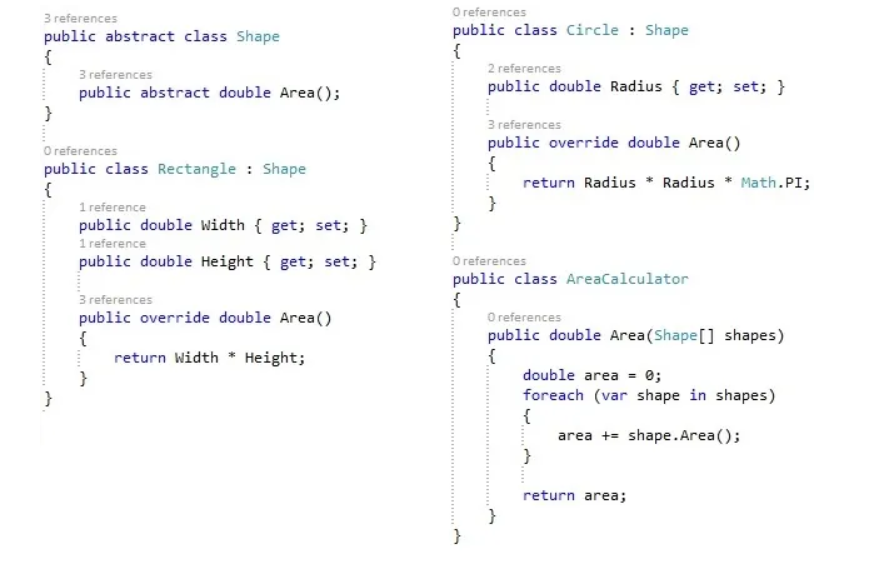 3 references
public abstract class Shape
{
3 references
public abstract double Area();
}
0 references
public class Rectangle : Shape
{
1 reference
public double Width { get; set; }
1 reference
public double Height { get; set; }
3 references
public override double Area()
{
return Width * Height;
}
}
0 references
public class Circle : Shape
{
2 references
public double Radius { get; set; }
3 references
public override double Area()
{
return Radius * Radius * Math.PI;
}
}
0 references
public class AreaCalculator
{
0 references
public double Area(Shape[] shapes)
{
double area = 0;
foreach (var shape in shapes)
{
area += shape.Area();
}
return area;
}
}